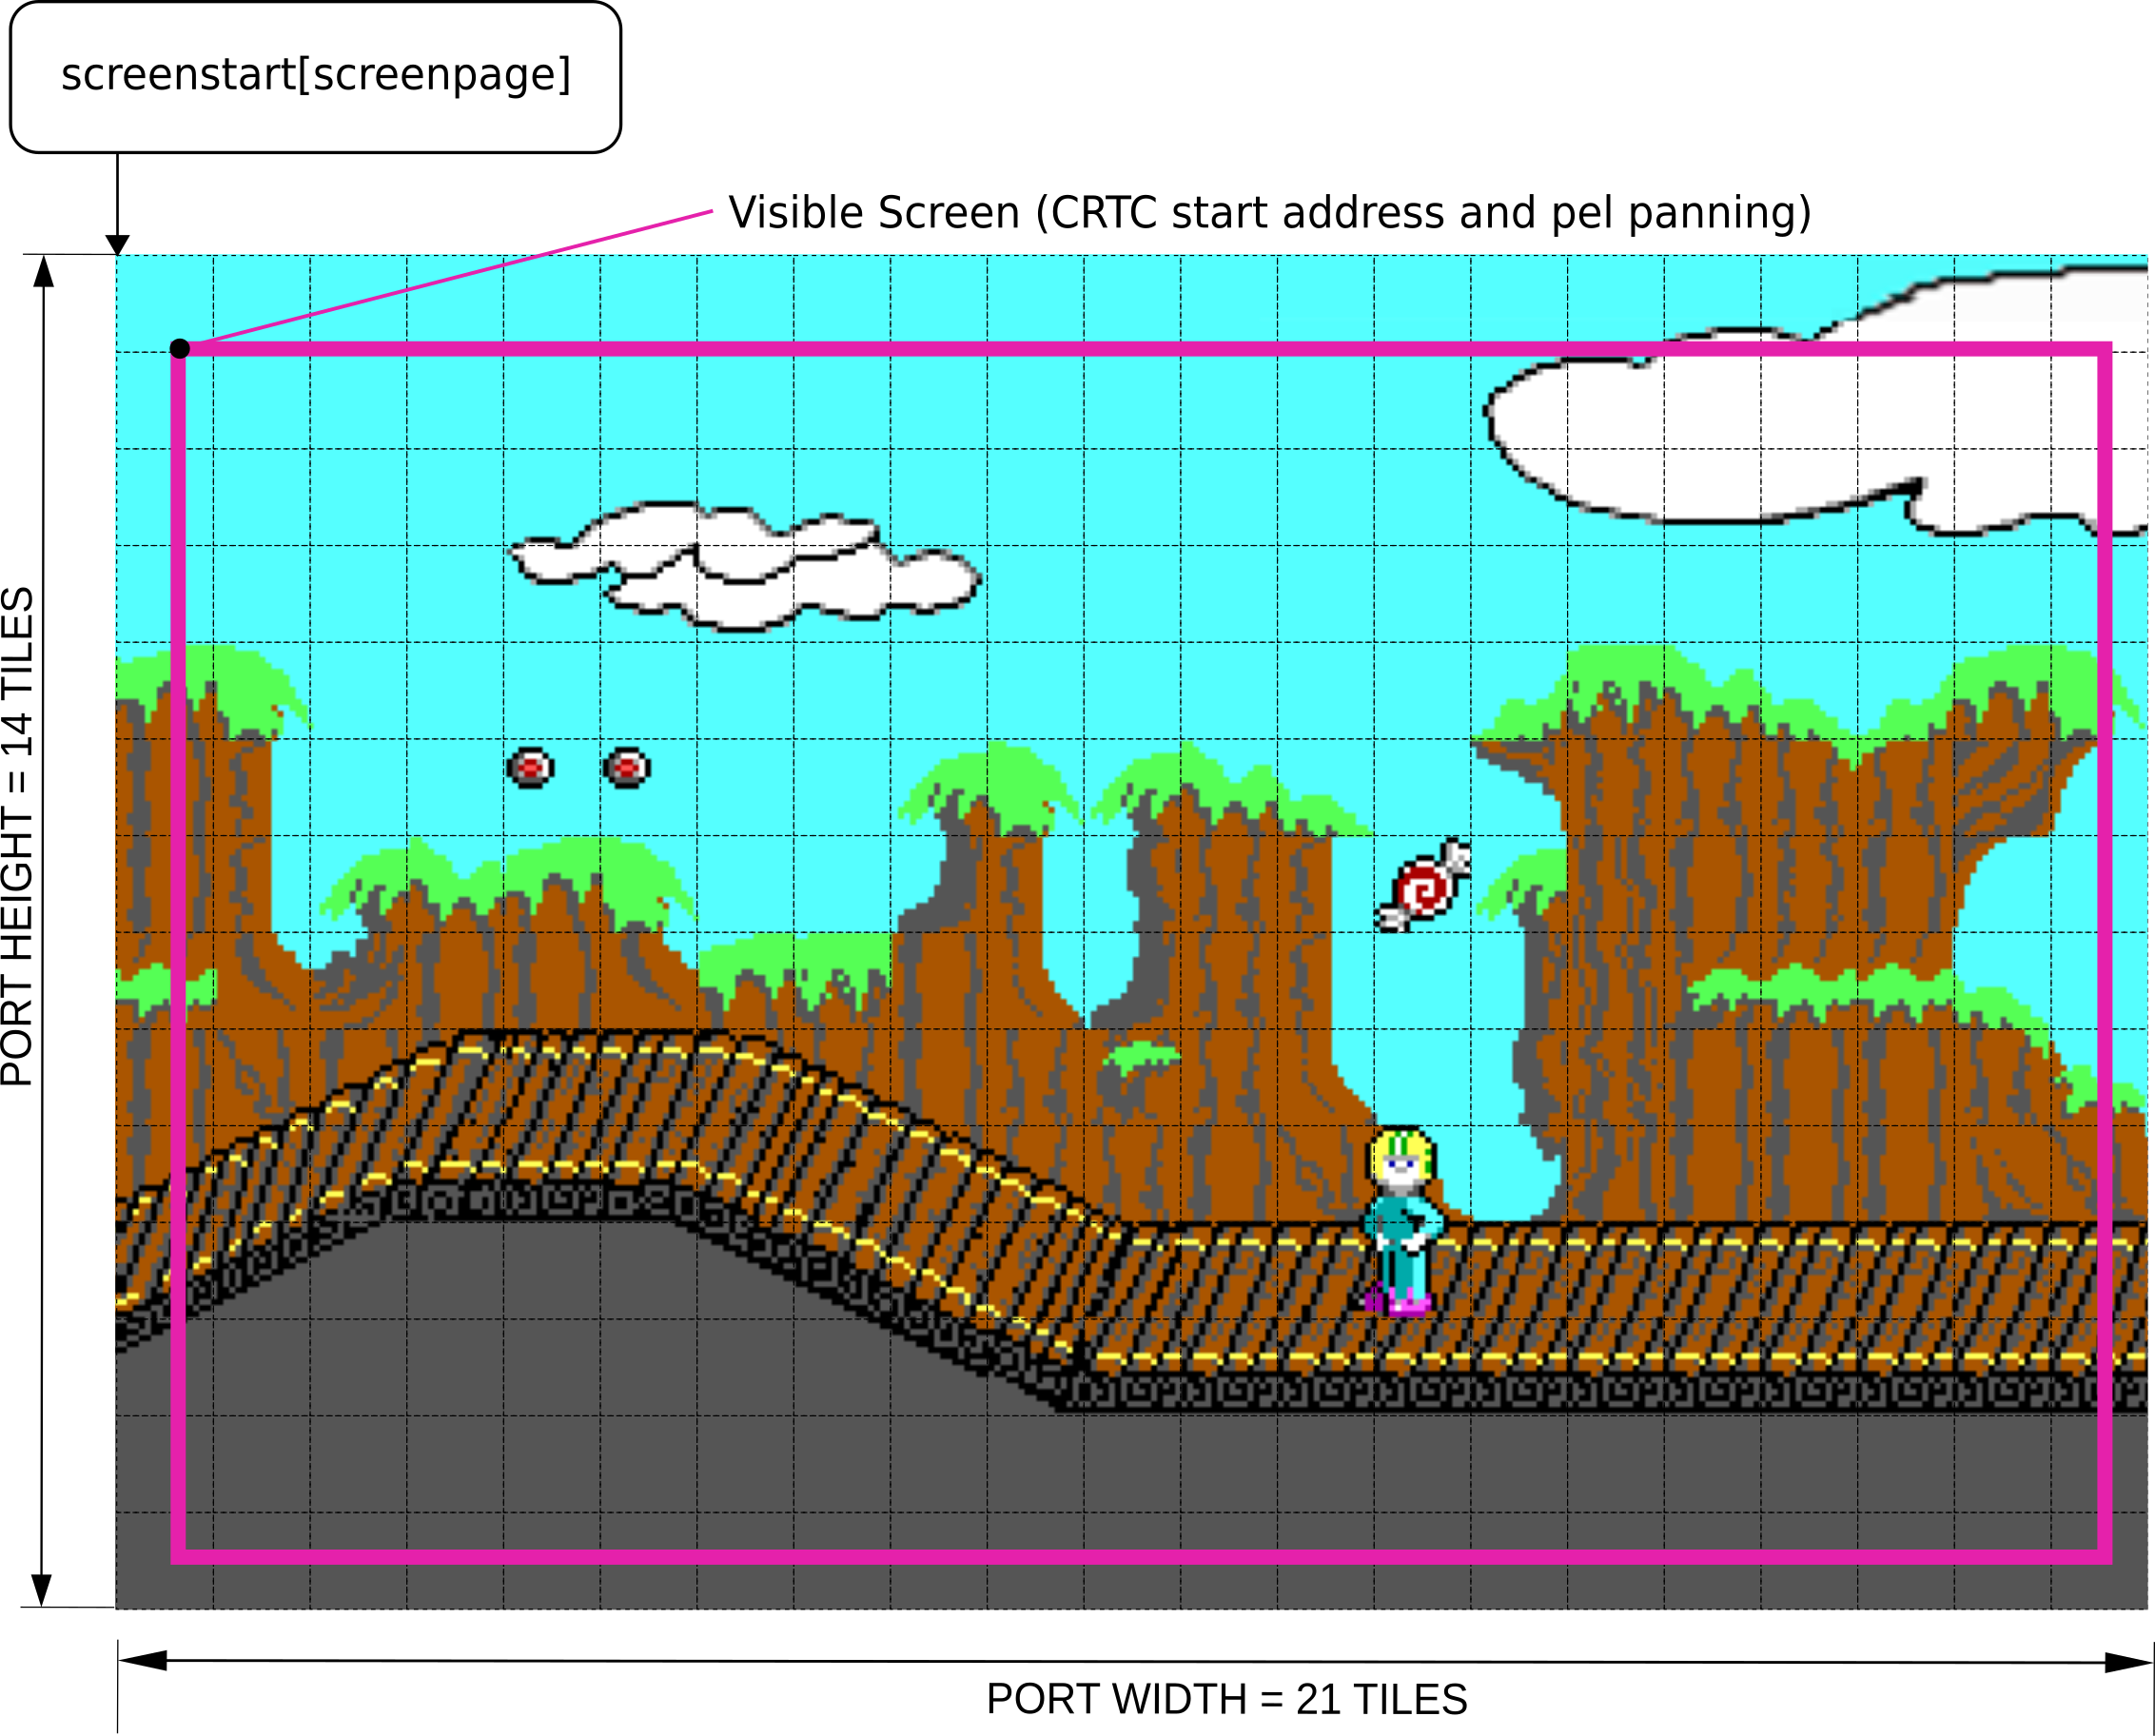 screenstart[screenpage]
Visible Screen (CRTC start address and pel panning)
PORT HEIGHT = 14 TILES
PORT WIDTH = 21 TILES